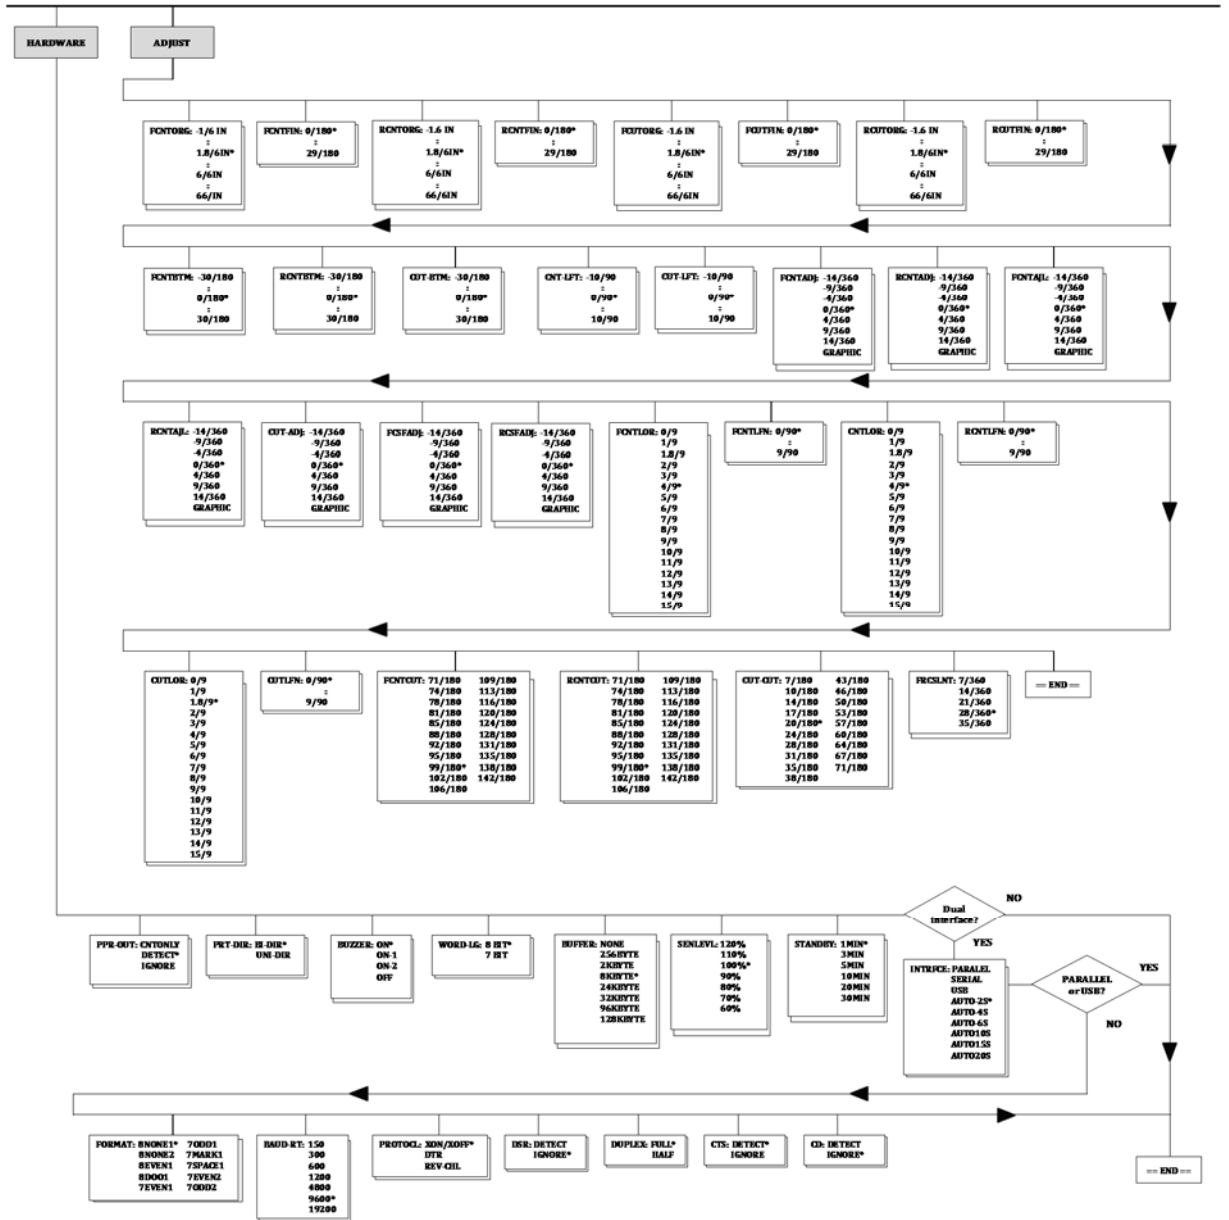 HARDWARE
ADJUST
FCNTORG: -1/6 IN
:
1.8/6IN*
:
6/6IN
:
66/IN
FCNTFIN: 0/180*
:
29/180
RCNTORG: -1.6 IN
:
1.8/6IN*
:
6/6IN
:
66/6IN
RCNTFIN: 0/180*
:
29/180
FCUTORG: -1.6 IN
:
1.8/6IN*
:
6/6IN
:
66/6IN
FCUTFIN: 0/180*
:
29/180
RCUTORG: -1.6 IN
:
1.8/6IN*
:
6/6IN
:
66/6IN
RCUTFIN: 0/180*
:
29/180
FCNTBTM: -30/180
:
0/180*
:
30/180
RCNTBTM: -30/180
:
0/180*
:
30/180
CUT-BTM: -30/180
:
0/180*
:
30/180
CNT-LFT: -10/90
:
0/90*
:
10/90
CUT-LFT: -10/90
:
0/90*
:
10/90
FCNTADJ: -14/360
-9/360
-4/360
0/360*
4/360
9/360
14/360
GRAPHIC
RCNTADJ: -14/360
-9/360
-4/360
0/360*
4/360
9/360
14/360
GRAPHIC
FCNTAJL: -14/360
-9/360
-4/360
0/360*
4/360
9/360
14/360
GRAPHIC
RCNTAJL: -14/360
-9/360
-4/360
0/360*
4/360
9/360
14/360
GRAPHIC
CUT-ADJ: -14/360
-9/360
-4/360
0/360*
4/360
9/360
14/360
GRAPHIC
FCSFADJ: -14/360
-9/360
-4/360
0/360*
4/360
9/360
14/360
GRAPHIC
RCSFADJ: -14/360
-9/360
-4/360
0/360*
4/360
9/360
14/360
GRAPHIC
FCNTLOR: 0/9
1/9
1.8/9
2/9
3/9
4/9*
5/9
6/9
7/9
8/9
9/9
10/9
11/9
12/9
13/9
14/9
15/9
FCNTLFN: 0/90*
:
9/90
CNTLOR: 0/9
1/9
1.8/9
2/9
3/9
4/9*
5/9
6/9
7/9
8/9
9/9
10/9
11/9
12/9
13/9
14/9
15/9
RCNTLFN: 0/90*
:
9/90
CUTLOR: 0/9
1/9
1.8/9*
2/9
3/9
4/9
5/9
6/9
7/9
8/9
9/9
10/9
11/9
12/9
13/9
14/9
15/9
CUTLFN: 0/90*
:
9/90
FCNTCUT: 71/180 109/180
74/180 113/180
78/180 116/180
81/180 120/180
85/180 124/180
88/180 128/180
92/180 131/180
95/180 135/180
99/180* 138/180
102/180 142/180
106/180
RCNTCUT: 71/180 109/180
74/180 113/180
78/180 116/180
81/180 120/180
85/180 124/180
88/180 128/180
92/180 131/180
95/180 135/180
99/180* 138/180
102/180 142/180
106/180
CUT-CUT: 7/180 43/180
10/180 46/180
14/180 50/180
17/180 53/180
20/180* 57/180
24/180 60/180
28/180 64/180
31/180 67/180
35/180 71/180
38/180
FRCSLNT: 7/360
14/360
21/360
28/360*
35/360
== END ==
Dual
interface?
NO
YES
PPR-OUT: CNTONLY
DETECT*
IGNORE
PRT-DIR: BI-DIR*
UNI-DIR
BUZZER: ON*
ON-1
ON-2
OFF
WORD-LG: 8 BIT*
7 BIT
BUFFER: NONE
256BYTE
2KBYTE
8KBYTE*
24KBYTE
32KBYTE
96KBYTE
128KBYTE
SENLEVL: 120%
110%
100%*
90%
80%
70%
60%
STANDBY: 1MIN*
3MIN
5MIN
10MIN
20MIN
30MIN
INTRFCE: PARALEL
SERIAL
USB
AUTO-2S*
AUTO-4S
AUTO-6S
AUTO10S
AUTO15S
AUTO20S
PARALLEL
or USB?
YES
NO
FORMAT: 8NONE1* 7ODD1
8NONE2 7MARK1
8EVEN1 7SPACE1
8DOO1 7EVEN2
7EVEN1 7ODD2
BAUD-RT: 150
300
600
1200
4800
9600*
19200
PROTOCL: XON/XOFF*
DTR
REV-CHL
DSR: DETECT
IGNORE*
DUPLEX: FULL*
HALF
CTS: DETECT*
IGNORE
CD: DETECT
IGNORE*
== END ==